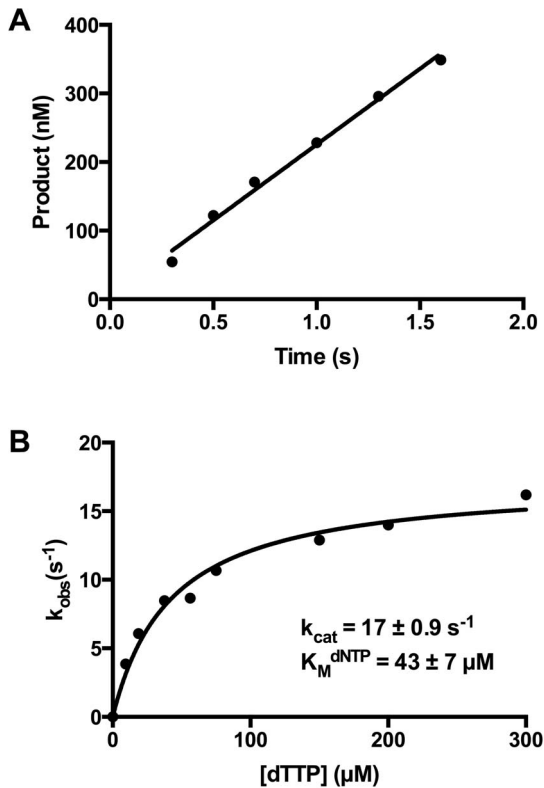 A
400
300
200
100
0
Product (nM)
0.0 0.5 1.0 1.5 2.0
Time (s)
B
20
15
10
5
0
kobs(s-1)
kcat = 17 ± 0.9 s-1
KMdNTP = 43 ± 7 µM
0 100 200 300
[dTTP] (µM)